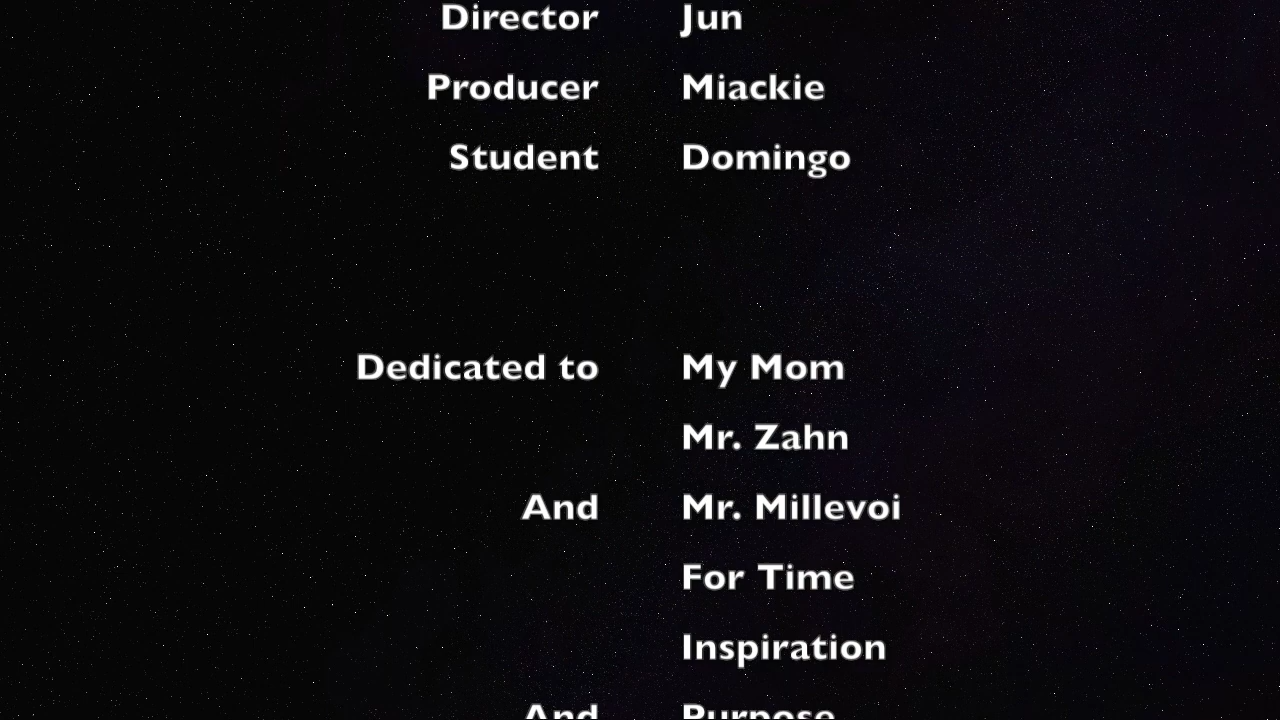 Director Jun
Producer Miackie
Student Domingo
Dedicated to My Mom
Mr. Zahn
And Mr. Millevoi
For Time
Inspiration
And Purpose